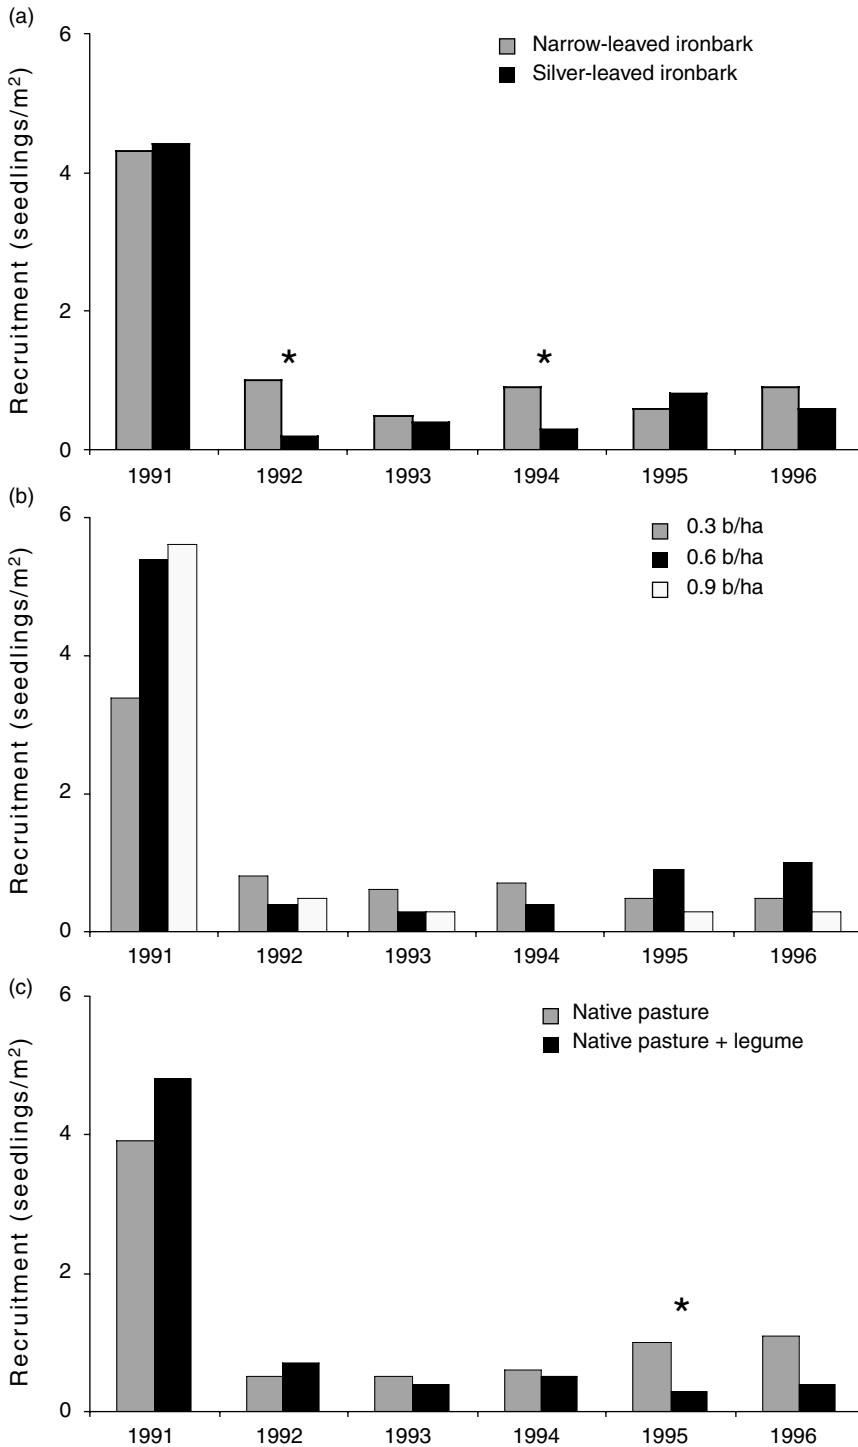 (a)
6
Narrow-leaved ironbark
Silver-leaved ironbark
Recruitment (seedlings/m²)
4
2
*
*
0
1991 1992 1993 1994 1995 1996
(b)
6
0.3 b/ha
0.6 b/ha
0.9 b/ha
Recruitment (seedlings/m²)
4
2
0
1991 1992 1993 1994 1995 1996
(c)
6
Native pasture
Native pasture + legume
Recruitment (seedlings/m²)
4
2
*
0
1991 1992 1993 1994 1995 1996